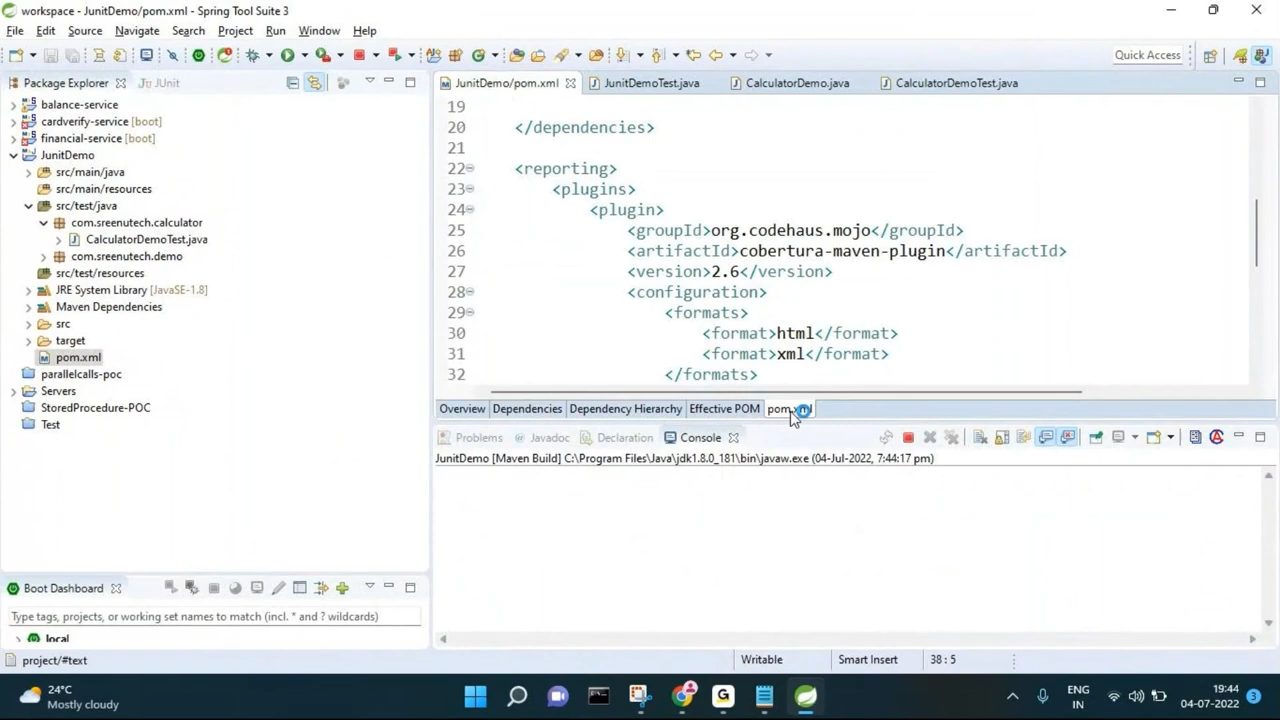 workspace - JunitDemo/pom.xml - Spring Tool Suite 3
File Edit Source Navigate Search Project Run Window Help
Quick Access
Package Explorer JUnit
balance-service
cardverify-service [boot]
financial-service [boot]
JunitDemo
src/main/java
src/main/resources
src/test/java
com.sreenutech.calculator
CalculatorDemoTest.java
com.sreenutech.demo
src/test/resources
JRE System Library [JavaSE-1.8]
Maven Dependencies
src
target
pom.xml
parallelcalls-poc
Servers
StoredProcedure-POC
Test
JunitDemo/pom.xml JunitDemoTest.java CalculatorDemo.java CalculatorDemoTest.java
19
20 </dependencies>
21
22 <reporting>
23 <plugins>
24 <plugin>
25 <groupId>org.codehaus.mojo</groupId>
26 <artifactId>cobertura-maven-plugin</artifactId>
27 <version>2.6</version>
28 <configuration>
29 <formats>
30 <format>html</format>
31 <format>xml</format>
32 </formats>
Overview Dependencies Dependency Hierarchy Effective POM pom.xml
Problems Javadoc Declaration Console
JunitDemo [Maven Build] C:\Program Files\Java\jdk1.8.0_181\bin\javaw.exe (04-Jul-2022, 7:44:17 pm)
Boot Dashboard
Type tags, projects, or working set names to match (incl. * and ? wildcards)
local
project/#text
Writable Smart Insert 38 : 5
24°C
Mostly cloudy
ENG
IN
19:44
04-07-2022
3